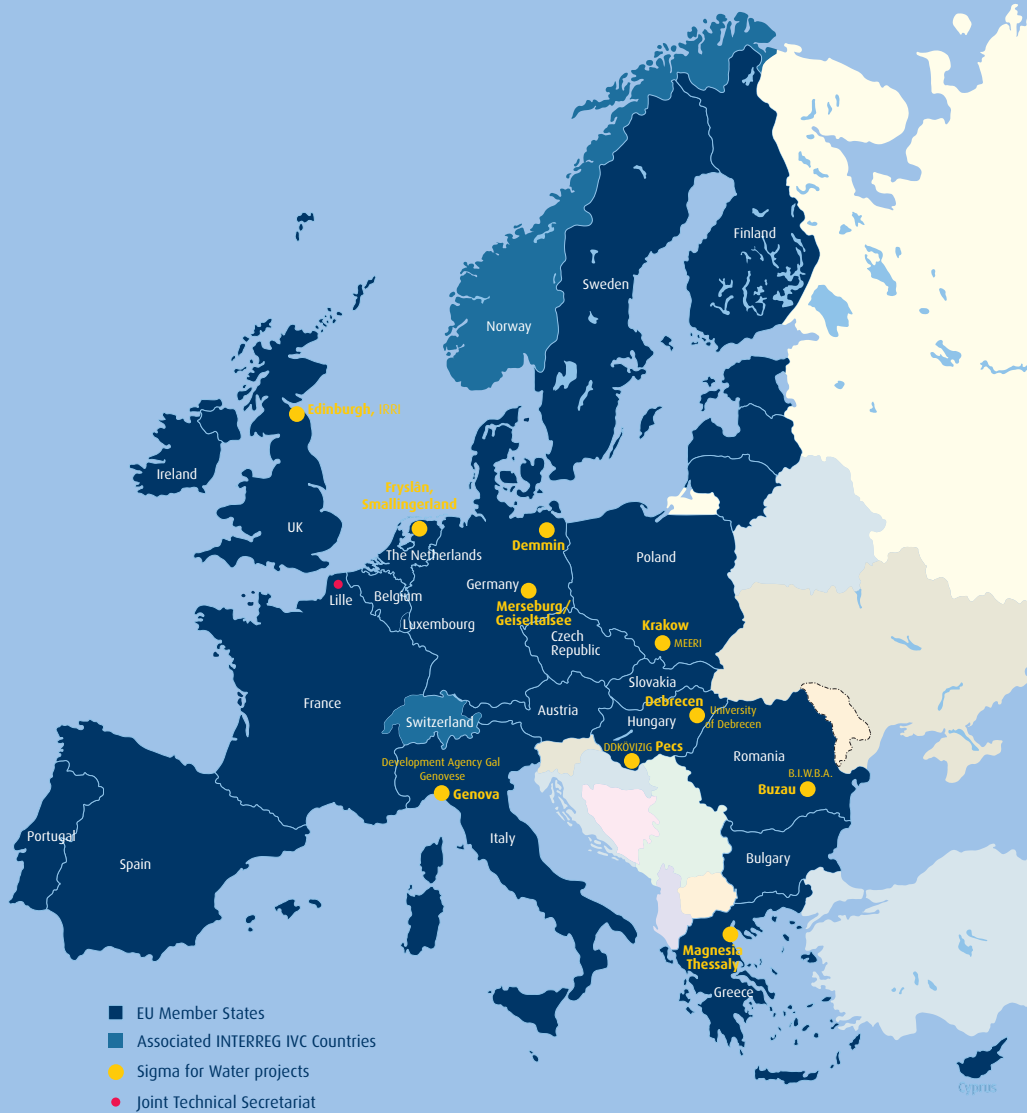 Finland
Sweden
Norway
Edinburgh,
Ireland
UK
Fryslân,
Smallingerland
The Netherlands
Demmin
Poland
Germany
Lille
Belgium
Merseburg/
Geiseltalsee
Luxembourg
Krakow
MEERI
Czech
Republic
Slovakia
France
Debrecen
University
of Debrecen
Austria
Hungary
Switzerland
DDKÖVIZIG Pecs
Romania
Development Agency Gal
Genovese
B.I.W.B.A.
Buzau
Genova
Portugal
Italy
Spain
Bulgary
Magnesia
Thessaly
Greece
EU Member States
Associated INTERREG IVC Countries
Sigma for Water projects
Cyprus
Joint Technical Secretariat